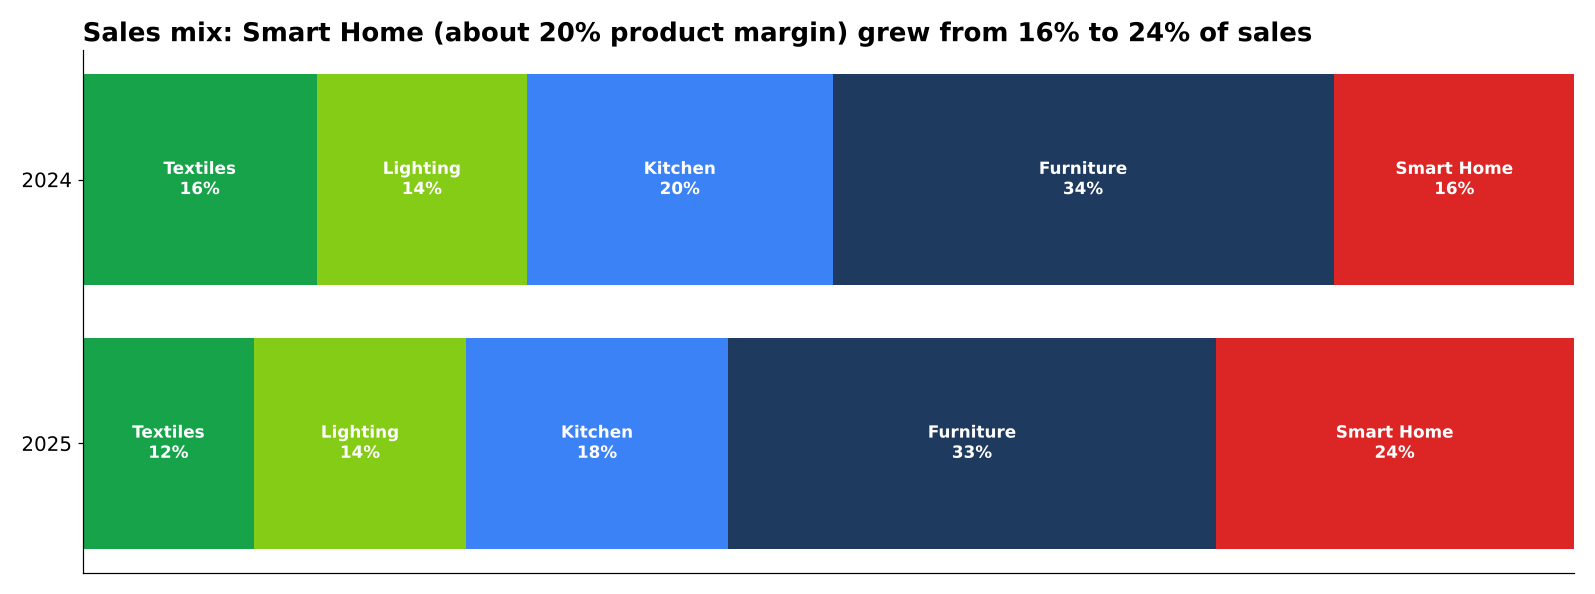 Sales mix: Smart Home (about 20% product margin) grew from 16% to 24% of sales
2024
Textiles
16%
Lighting
14%
Kitchen
20%
Furniture
34%
Smart Home
16%
2025
Textiles
12%
Lighting
14%
Kitchen
18%
Furniture
33%
Smart Home
24%